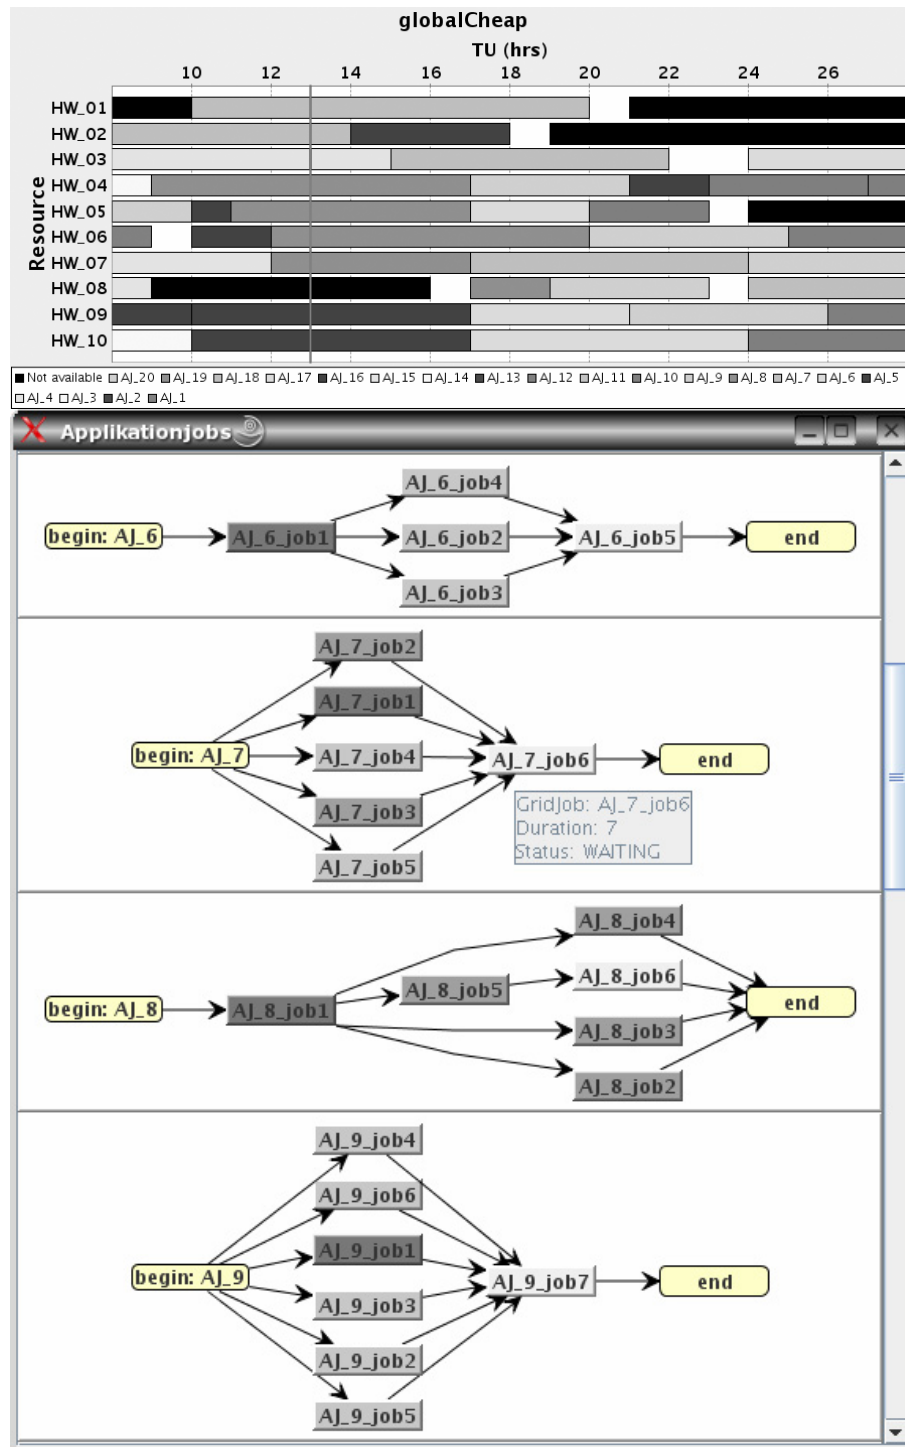 globalCheap
TU (hrs)
10 12 14 16 18 20 22 24 26
Resource
HW_01
HW_02
HW_03
HW_04
HW_05
HW_06
HW_07
HW_08
HW_09
HW_10
Not available AJ_20 AJ_19 AJ_18 AJ_17 AJ_16 AJ_15 AJ_14 AJ_13 AJ_12 AJ_11 AJ_10 AJ_9 AJ_8 AJ_7 AJ_6 AJ_5
AJ_4 AJ_3 AJ_2 AJ_1
Applikationjobs
AJ_6_job4
begin: AJ_6 AJ_6_job1 AJ_6_job2 AJ_6_job5 end
AJ_6_job3
AJ_7_job2
AJ_7_job1
begin: AJ_7 AJ_7_job4 AJ_7_job6 end
AJ_7_job3
AJ_7_job5
GridJob: AJ_7_job6
Duration: 7
Status: WAITING
AJ_8_job4
AJ_8_job5 AJ_8_job6
begin: AJ_8 AJ_8_job1 end
AJ_8_job3
AJ_8_job2
AJ_9_job4
AJ_9_job6
AJ_9_job1
begin: AJ_9 AJ_9_job7 end
AJ_9_job3
AJ_9_job2
AJ_9_job5